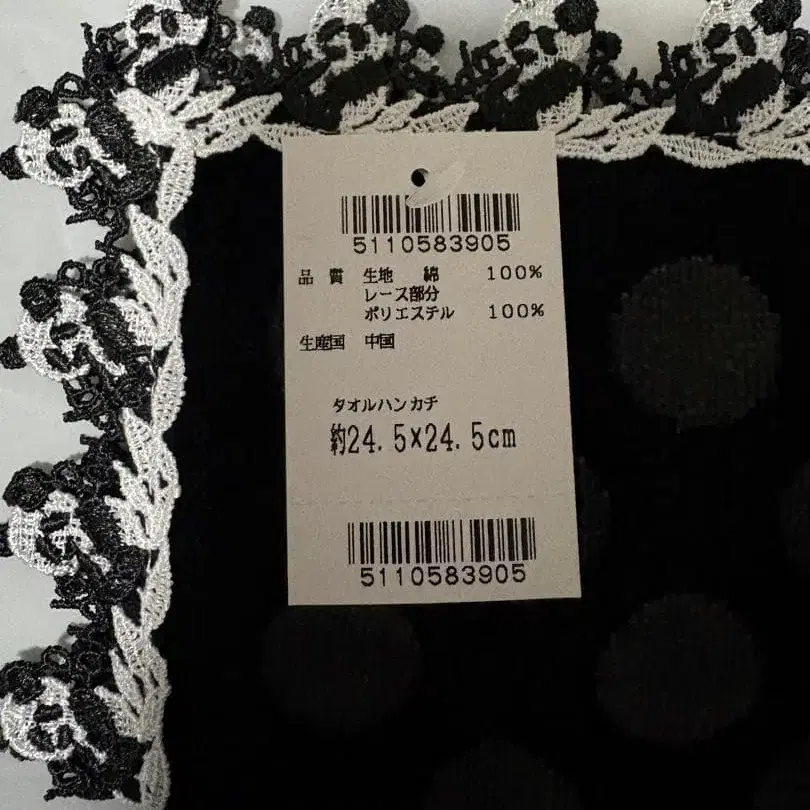 5110583905
品 質 生地 綿 100%
レース部分
ポリエステル 100%
生産国 中国
タオルハンカチ
約24.5×24.5cm
5110583905